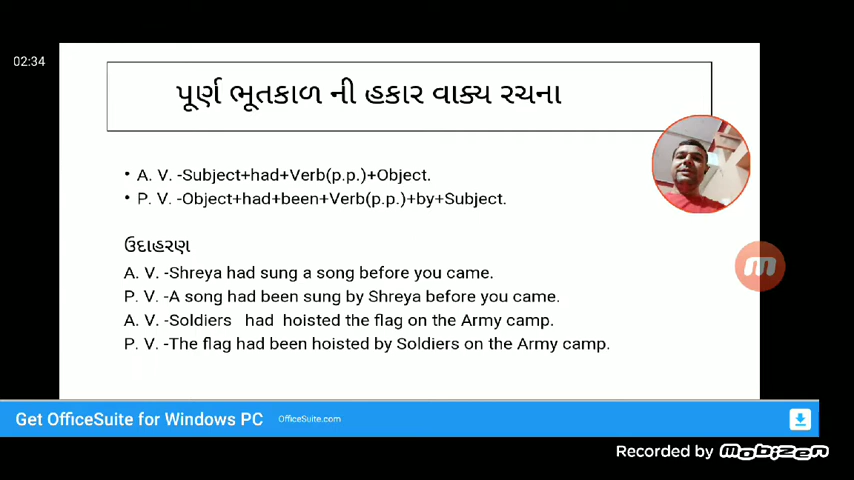 02:34
પૂર્ણ ભૂતકાળ ની હકાર વાક્ય રચના
• A. V. -Subject+had+Verb(p.p.)+Object.
• P. V. -Object+had+been+Verb(p.p.)+by+Subject.
ઉદાહરણ
A. V. -Shreya had sung a song before you came.
P. V. -A song had been sung by Shreya before you came.
A. V. -Soldiers had hoisted the flag on the Army camp.
P. V. -The flag had been hoisted by Soldiers on the Army camp.
Get OfficeSuite for Windows PC OfficeSuite.com
Recorded by mobizen